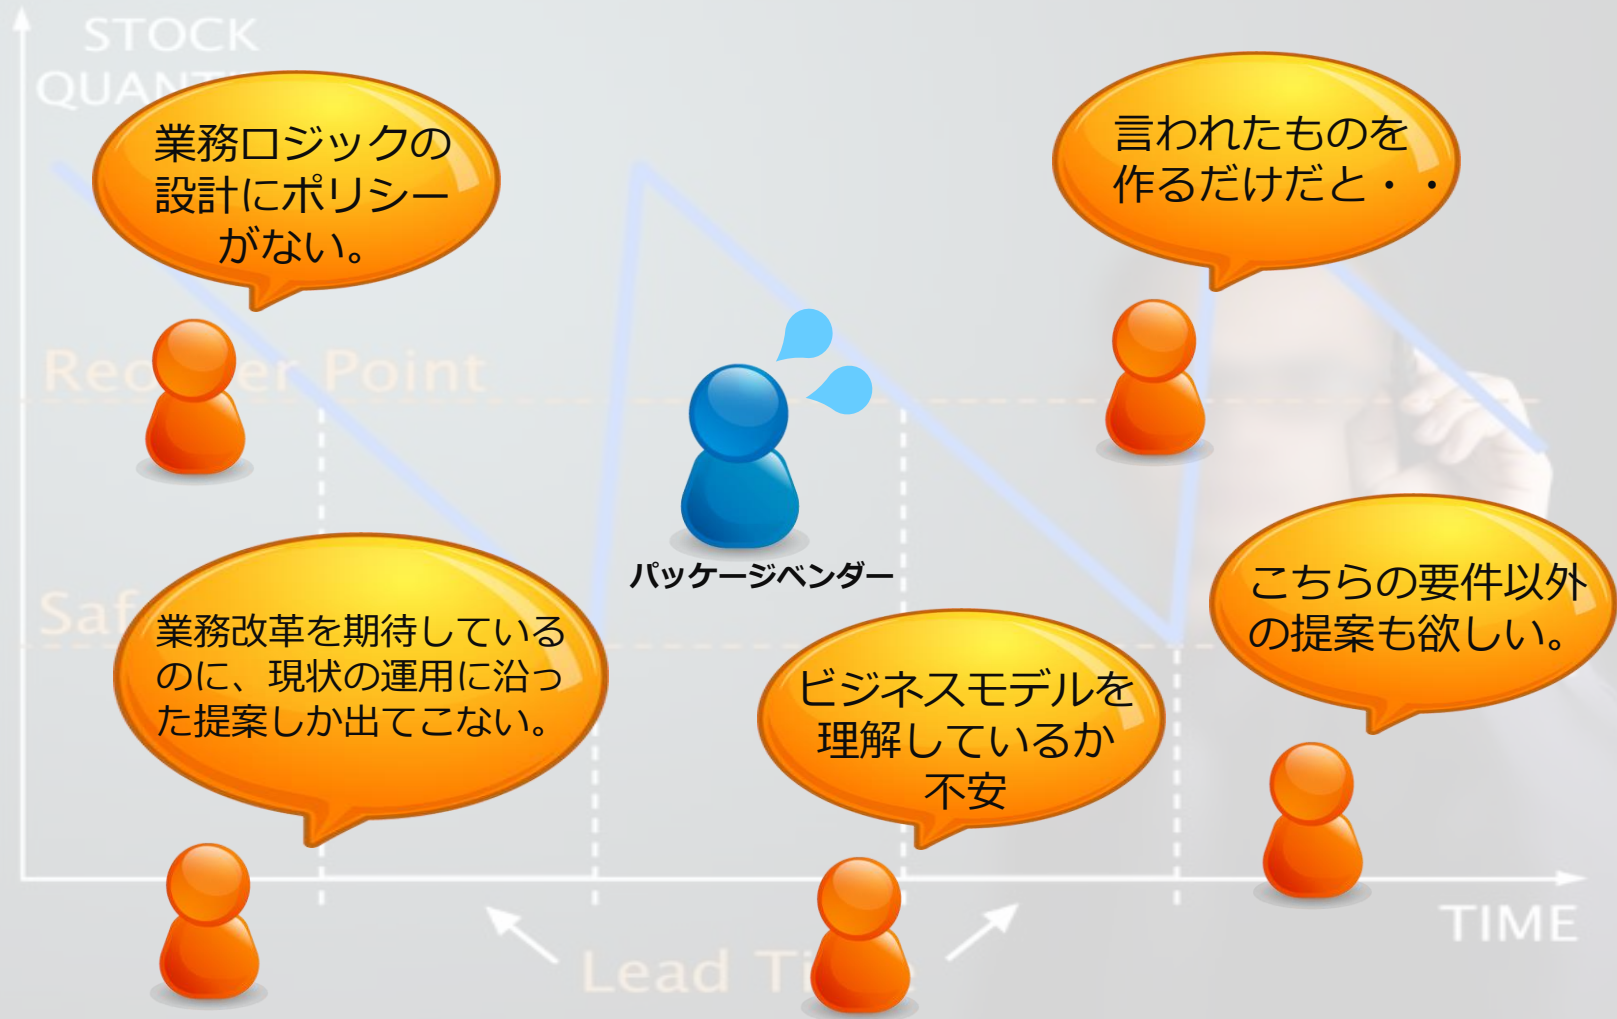 STOCK
業務ロジックの
設計にポリシー
がない。
言われたものを
作るだけだと・・
Point
パッケージベンダー
業務改革を期待している
のに、現状の運用に沿っ
た提案しか出てこない。
ビジネスモデルを
理解しているか
不安
こちらの要件以外
の提案も欲しい。
TIME
Lead